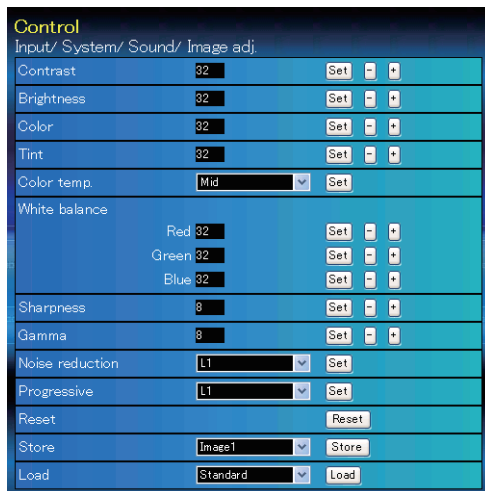 Control
Input/ System/ Sound/ Image adj.
Contrast 32 Set - +
Brightness 32 Set - +
Color 32 Set - +
Tint 32 Set - +
Color temp. Mid Set
White balance
Red 32 Set - +
Green 32 Set - +
Blue 32 Set - +
Sharpness 8 Set - +
Gamma 8 Set - +
Noise reduction L1 Set
Progressive L1 Set
Reset Reset
Store Image1 Store
Load Standard Load